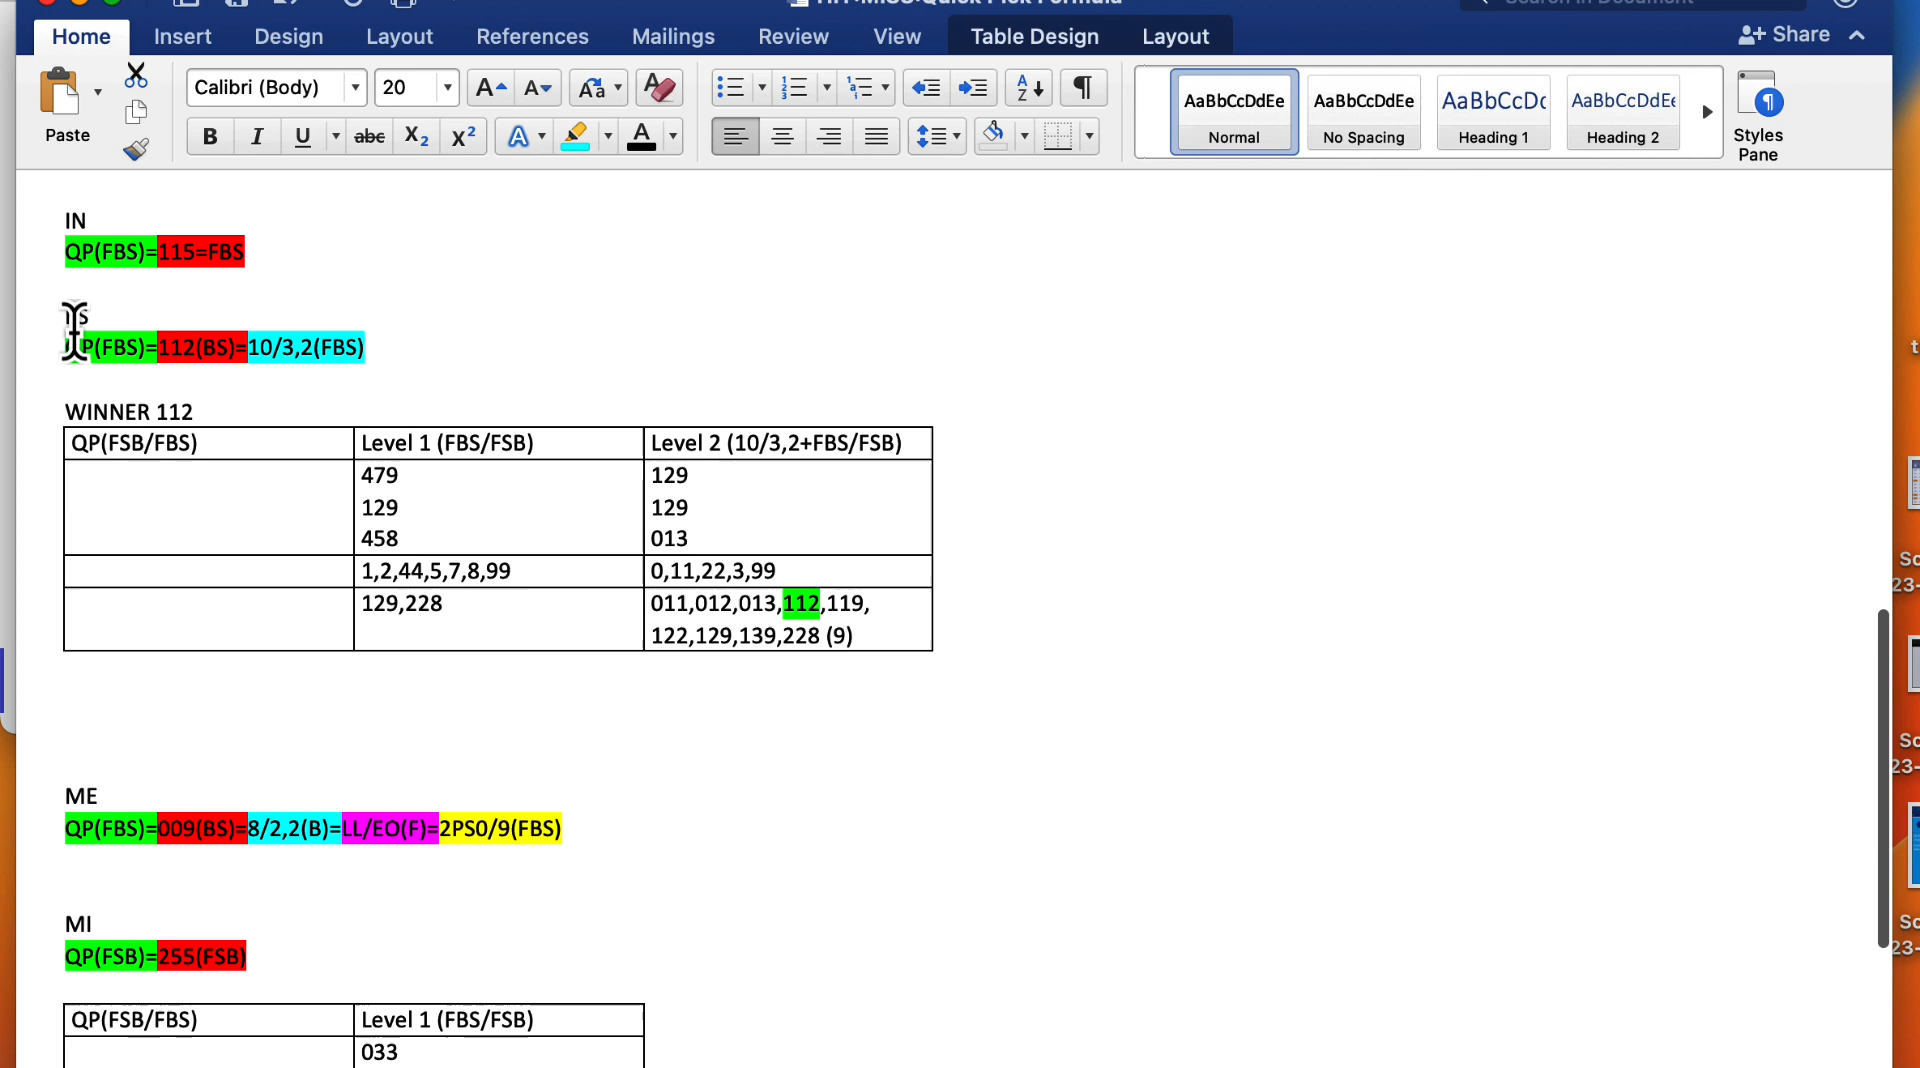 Home Insert Design Layout References Mailings Review View Table Design Layout Share
Paste
Calibri (Body) 20
AaBbCcDdEe AaBbCcDdEe AaBbCcDc AaBbCcDdEe
Normal No Spacing Heading 1 Heading 2
Styles
Pane
IN
QP(FBS)=115=FBS
P(FBS)=112(BS)=10/3,2(FBS)
WINNER 112
QP(FSB/FBS) Level 1 (FBS/FSB) Level 2 (10/3,2+FBS/FSB)
479 129
129 129
458 013
1,2,44,5,7,8,99 0,11,22,3,99
129,228 011,012,013,112,119,
122,129,139,228 (9)
ME
QP(FBS)=009(BS)=8/2,2(B)=LL/EO(F)=2PS0/9(FBS)
MI
QP(FSB)=255(FSB)
QP(FSB/FBS) Level 1 (FBS/FSB)
033